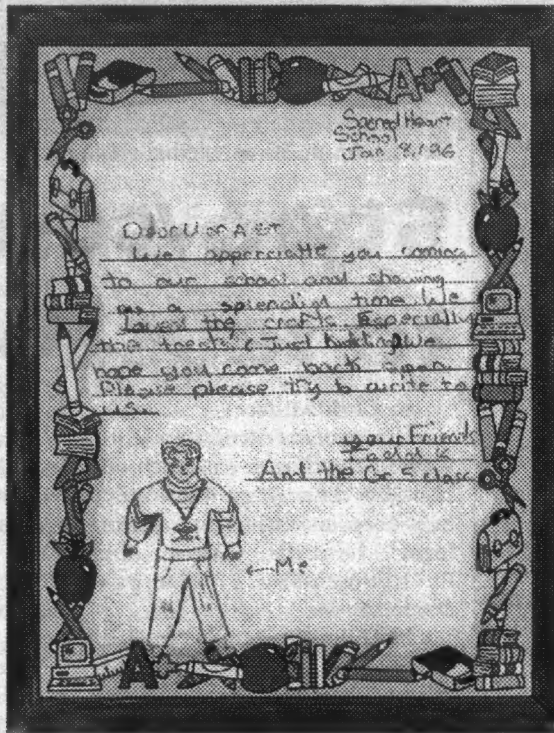 Sacred Heart
School
Jan. 8, 96
Dear U of A
We appreciatte you coming
to our school and showing
us a splendid time. We
Loved the crafts. Especially
the treats (Just kidding). We
hope you come back
Please please try to write to
us.
your Friend
And the Gr 5 class
← Me
A+
A+